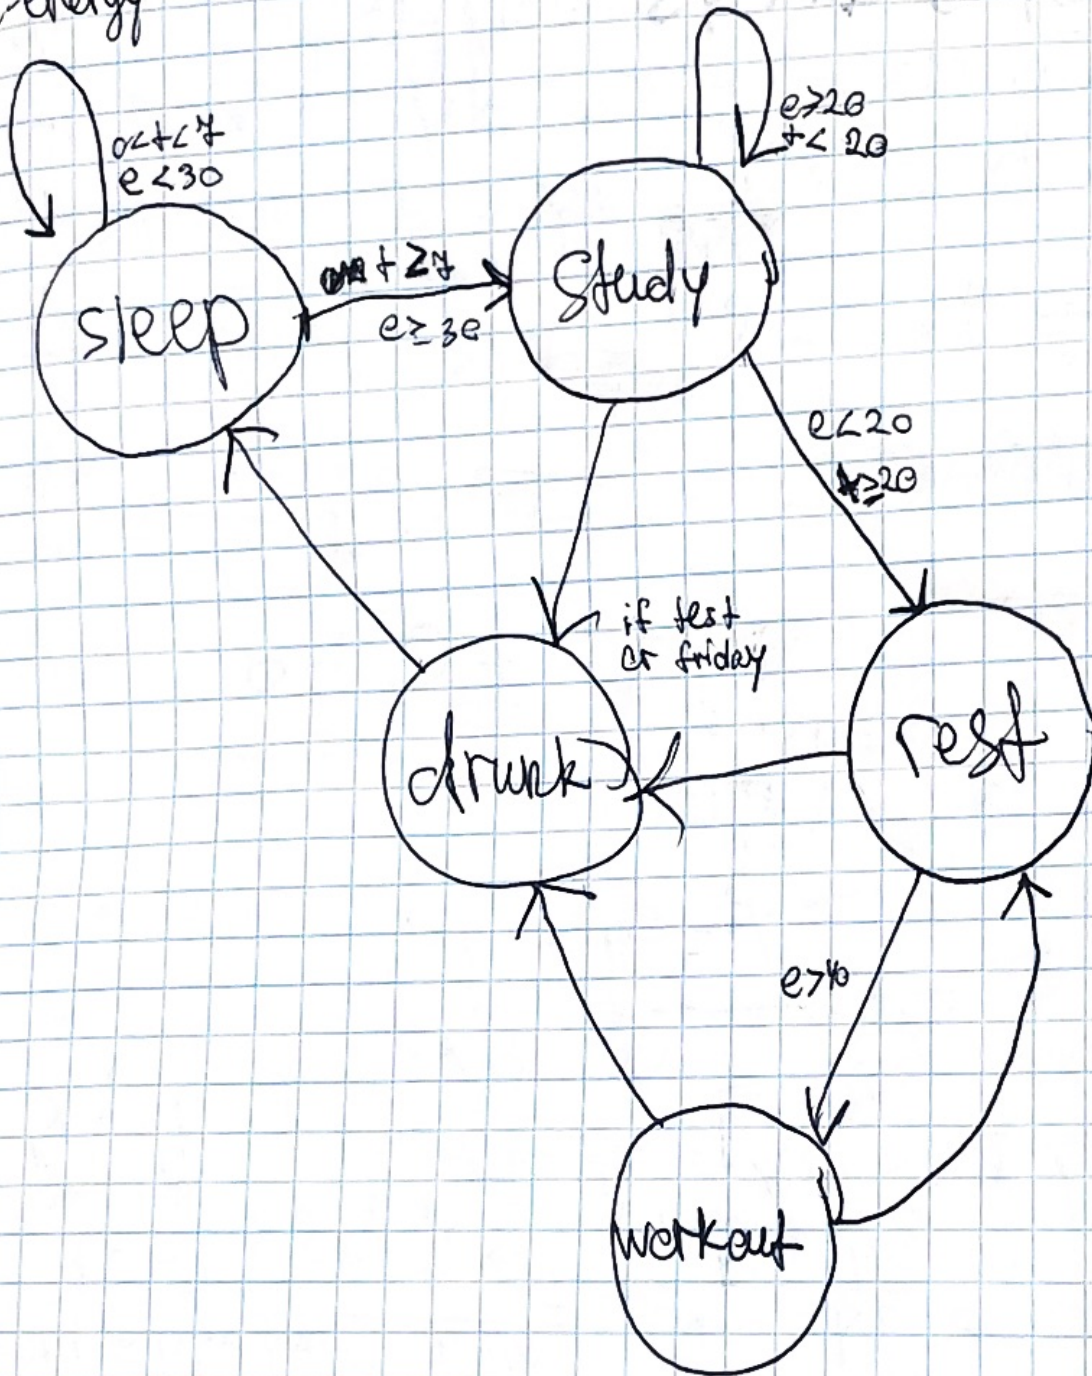 energy
0<t<7
e<30
e>20
t<20
sleep
t≥7
e≥30
Study
e<20
t≥20
if test
or friday
drunk
rest
e>40
workout